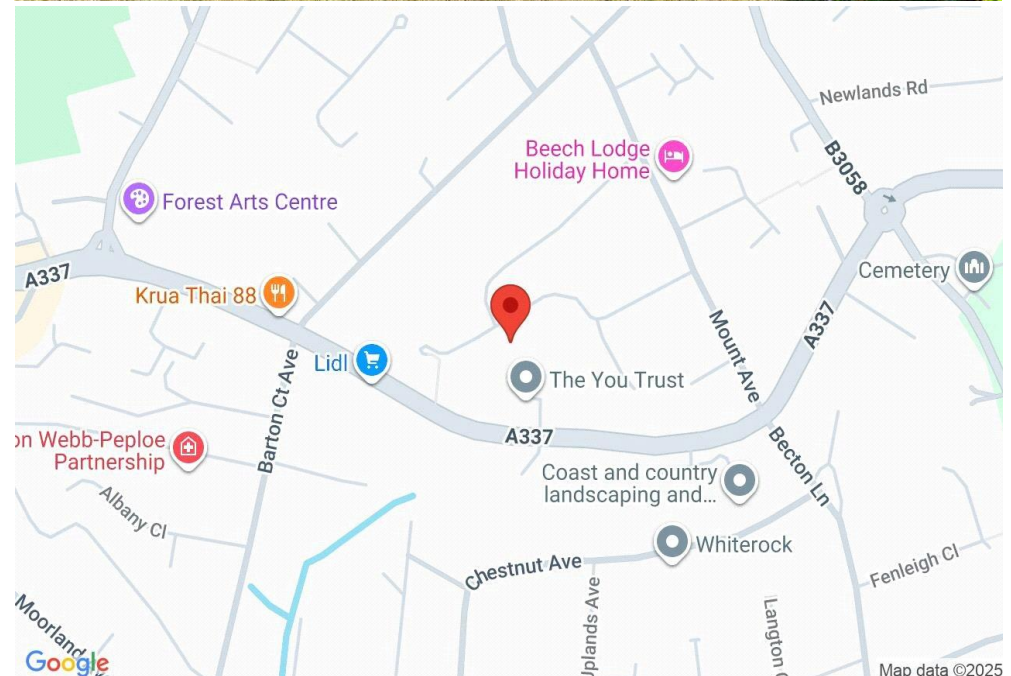 Newlands Rd
Beech Lodge
Holiday Home
B3058
Forest Arts Centre
A337
Cemetery
Krua Thai 88
Mount Ave
A337
Lidl
The You Trust
Barton Ct Ave
A337
on Webb-Peploe
Partnership
Becton Ln
Coast and country
landscaping and...
Albany Cl
Whiterock
Chestnut Ave
Fenleigh Cl
Uplands Ave
Langton
Moorland
Google
Map data ©2025